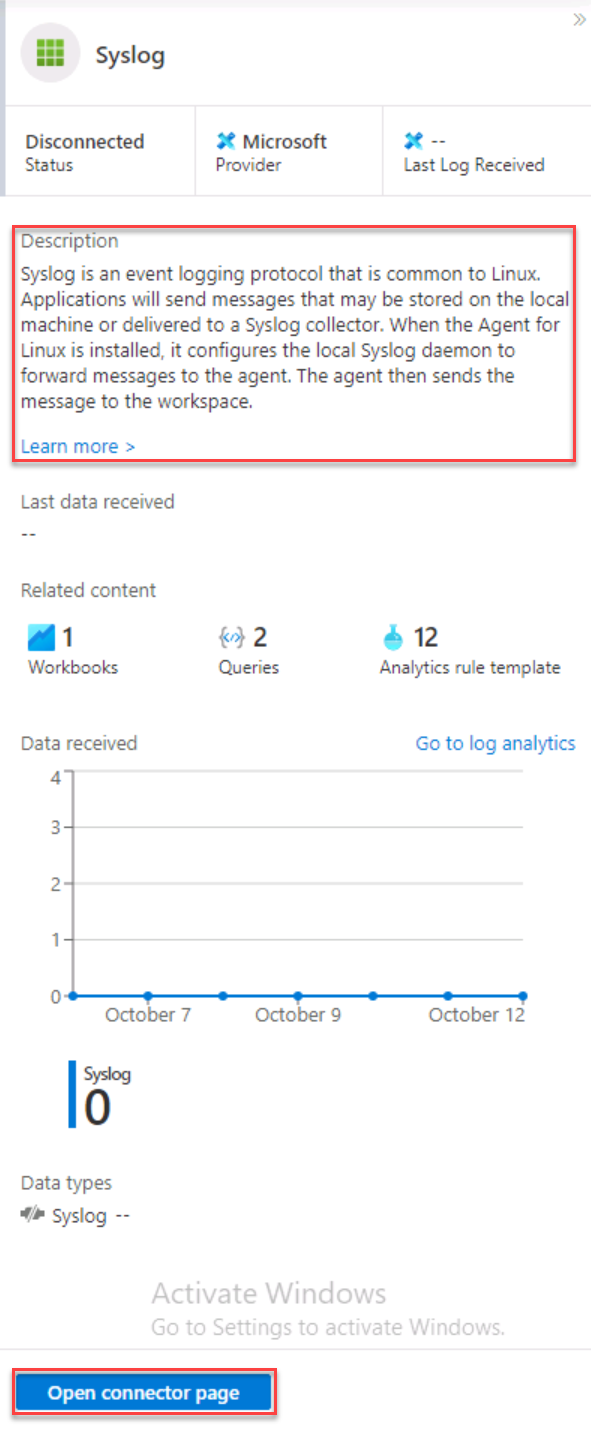 Syslog
Disconnected
Status
Microsoft
Provider
--
Last Log Received
Description
Syslog is an event logging protocol that is common to Linux.
Applications will send messages that may be stored on the local
machine or delivered to a Syslog collector. When the Agent for
Linux is installed, it configures the local Syslog daemon to
forward messages to the agent. The agent then sends the
message to the workspace.
Learn more >
Last data received
--
Related content
1
Workbooks
2
Queries
12
Analytics rule template
Data received
Go to log analytics
4
3
2
1
0
October 7
October 9
October 12
Syslog
0
Data types
Syslog --
Activate Windows
Go to Settings to activate Windows.
Open connector page